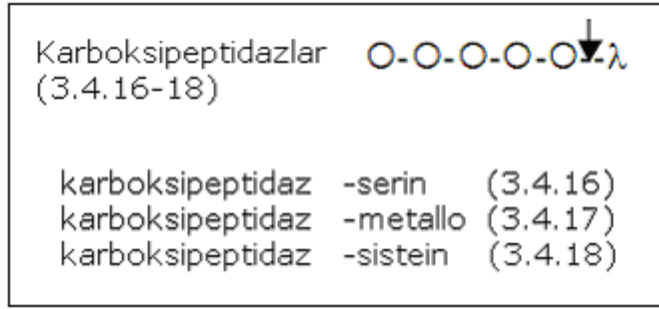 Karboksipeptidazlar O-O-O-O-O-λ
(3.4.16-18)
karboksipeptidaz -serin (3.4.16)
karboksipeptidaz -metallo (3.4.17)
karboksipeptidaz -sistein (3.4.18)